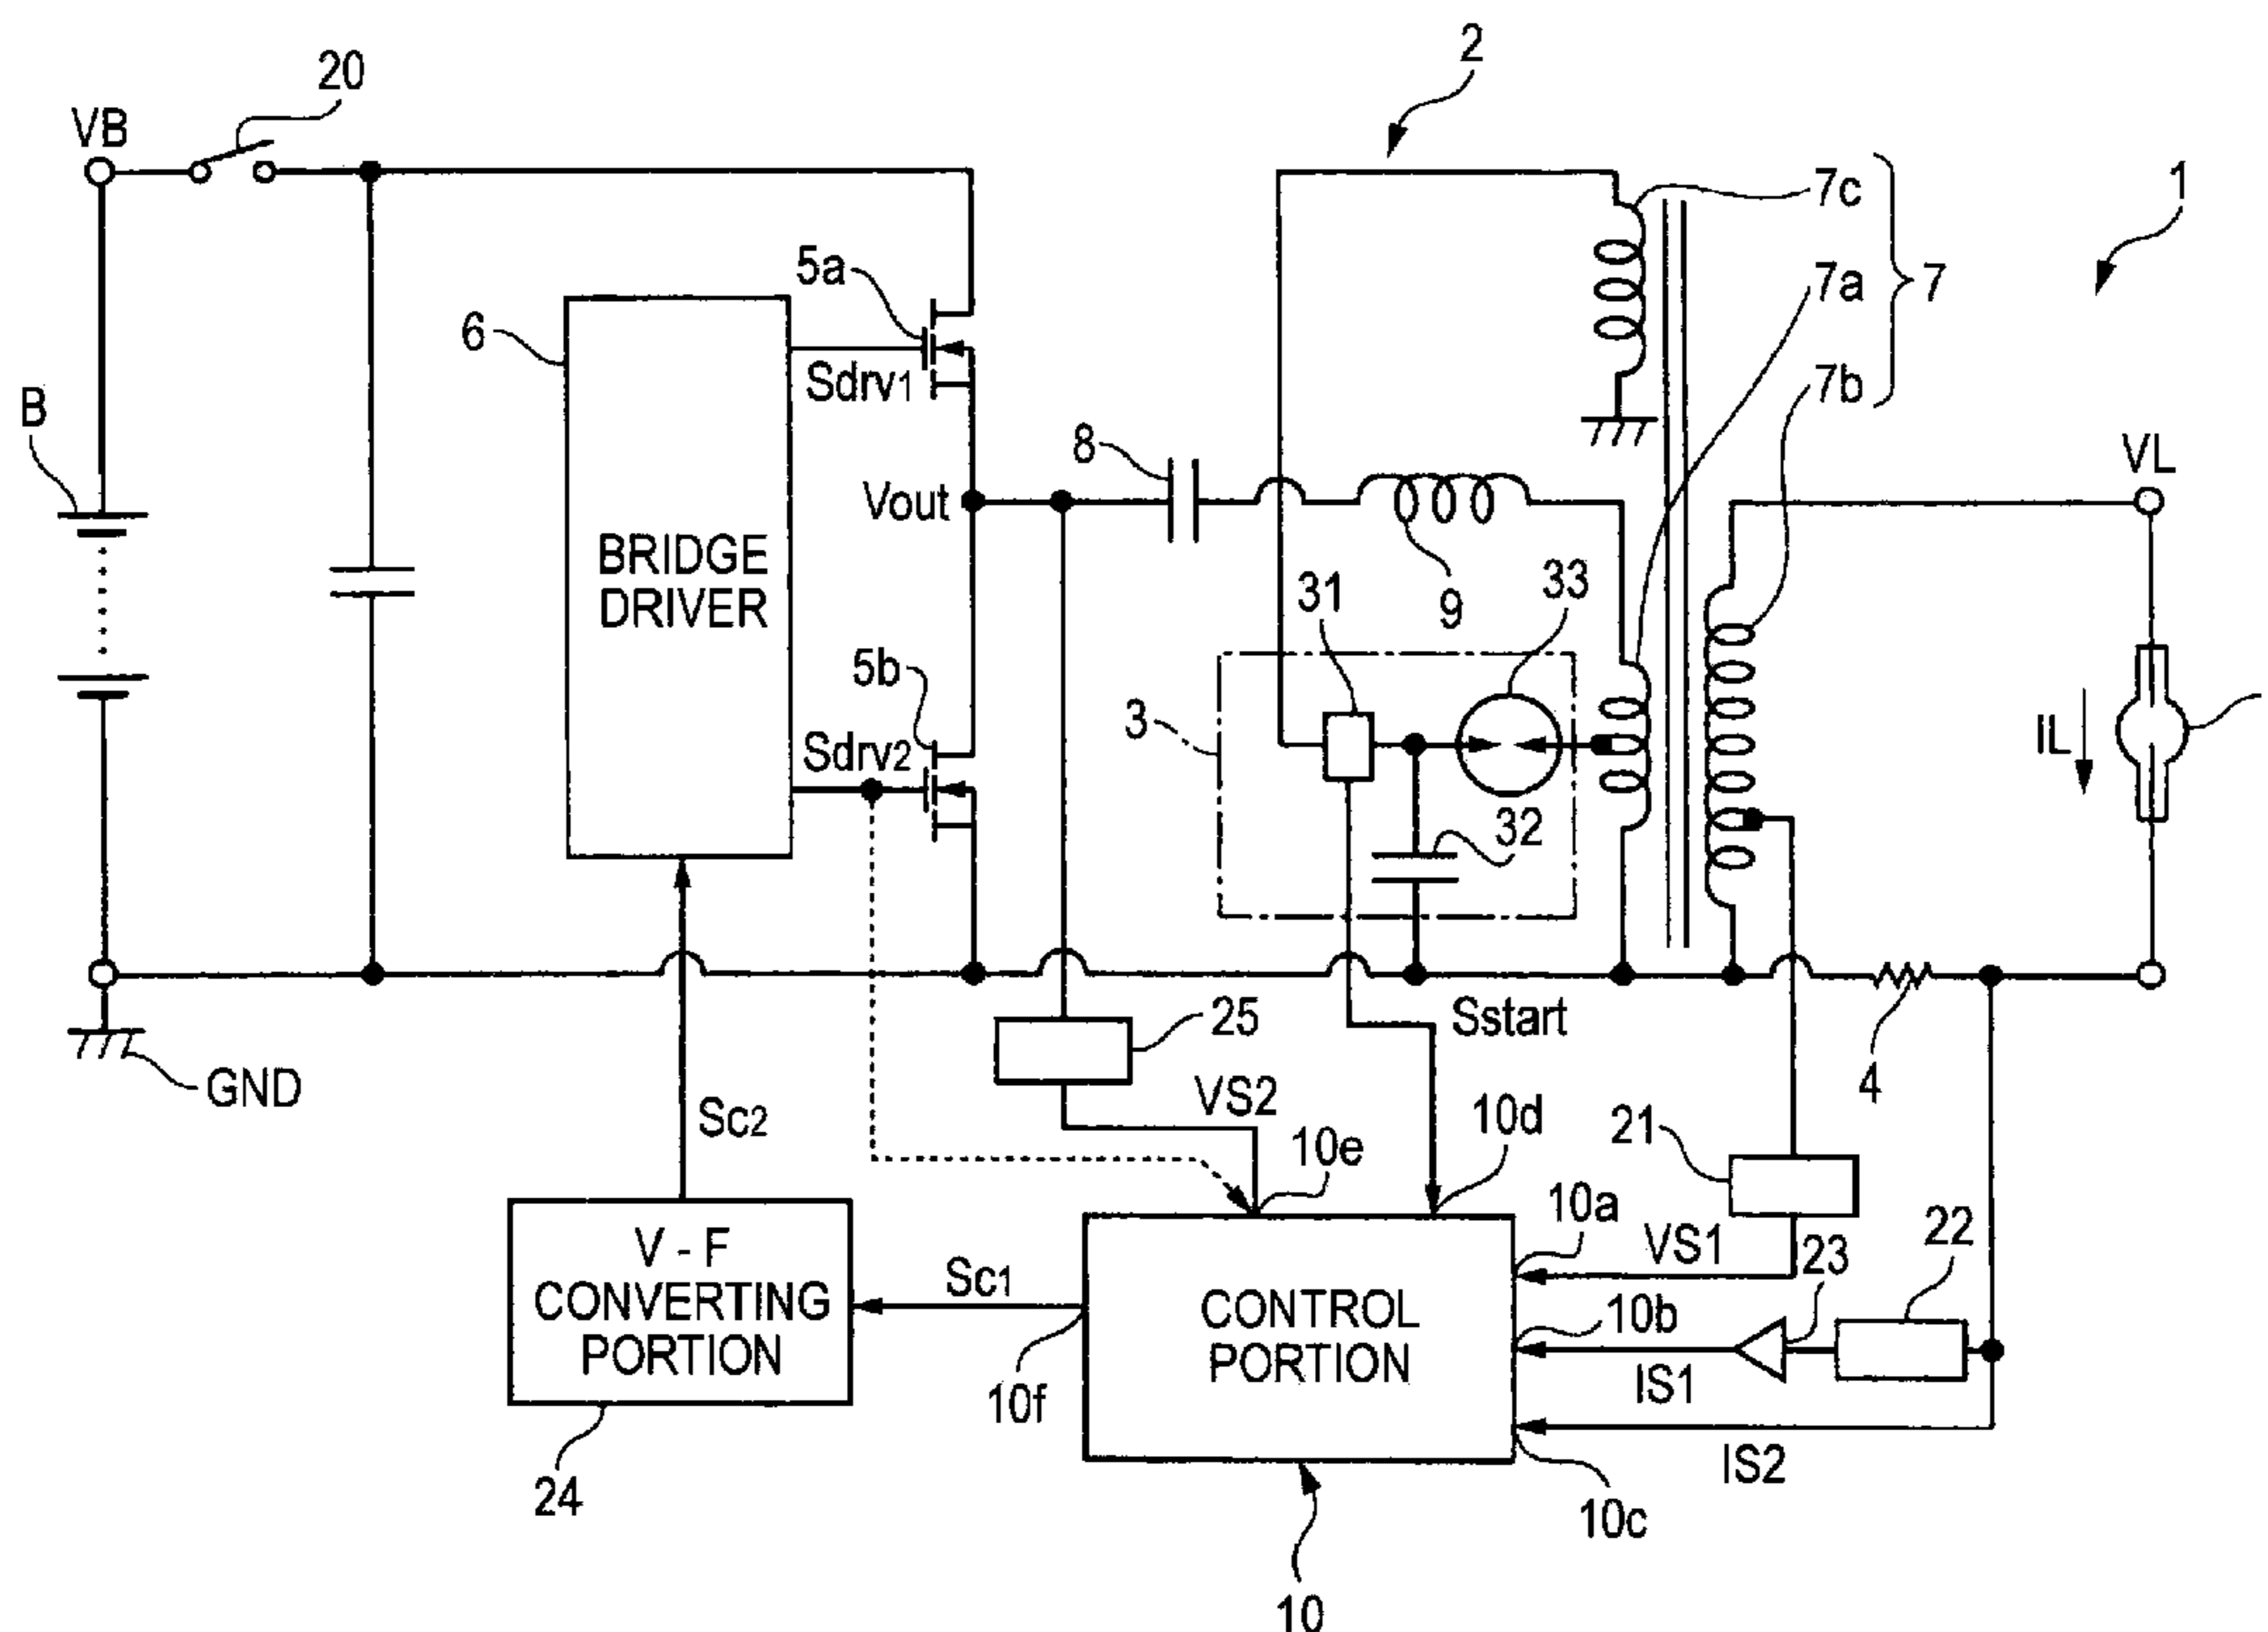 2
20
VB
7c
1
7a
7
5a
6
7b
Sdrv1
B
8
VL
Vout
BRIDGE
DRIVER
31
33
9
5b
3
Sdrv2
IL
32
Sstart
25
GND
VS2
4
Sc2
10d
21
10e
10a
V - F
CONVERTING
PORTION
VS1
23
22
Sc1
CONTROL
PORTION
10b
10f
IS1
24
IS2
10c
10